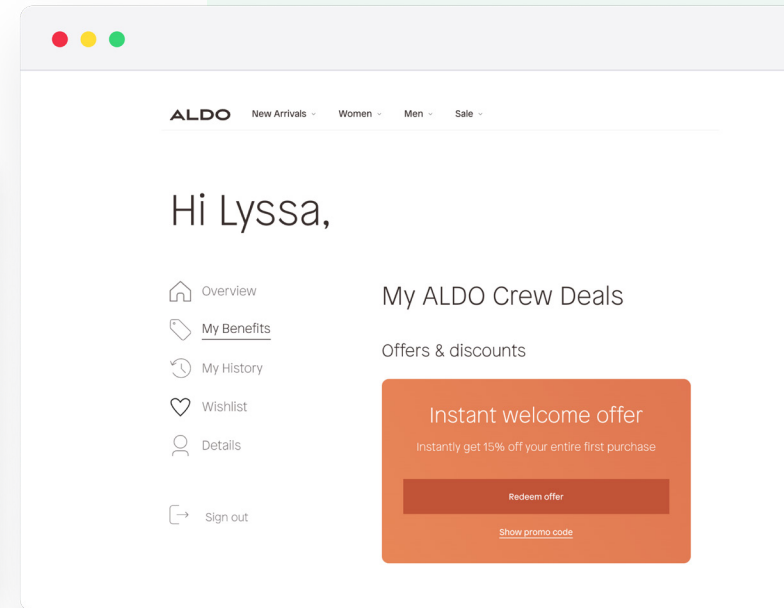 ALDO New Arrivals Women Men Sale
Hi Lyssa,
Overview
My Benefits
My History
Wishlist
Details
Sign out
My ALDO Crew Deals
Offers & discounts
Instant welcome offer
Instantly get 15% off your entire first purchase
Redeem offer
Show promo code